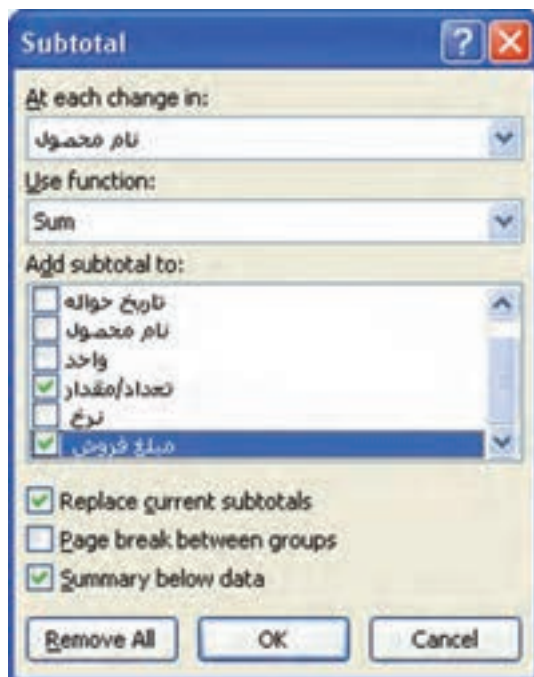 Subtotal
At each change in:
نام محصول
Use function:
Sum
Add subtotal to:
تاریخ حواله
نام محصول
واحد
تعداد/مقدار
نرخ
مبلغ فروش
Replace current subtotals
Page break between groups
Summary below data
Remove All OK Cancel